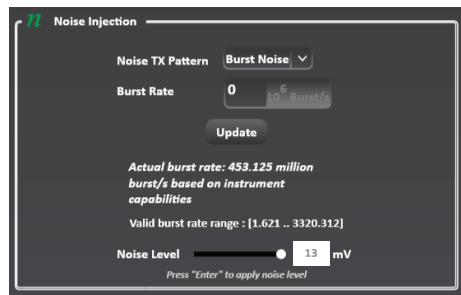 n Noise Injection
Noise TX Pattern Burst Noise
Burst Rate 0 10⁶ Burst/s
Update
Actual burst rate: 453.125 million
burst/s based on instrument
capabilities
Valid burst rate range : [1.621 .. 3320.312]
Noise Level 13 mV
Press "Enter" to apply noise level